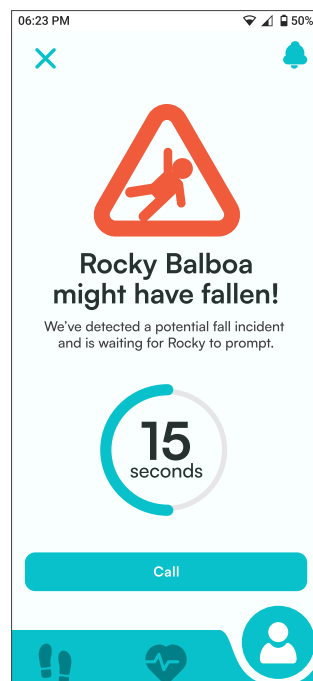 06:23 PM 50%
Rocky Balboa
might have fallen!
We've detected a potential fall incident
and is waiting for Rocky to prompt.
15
seconds
Call